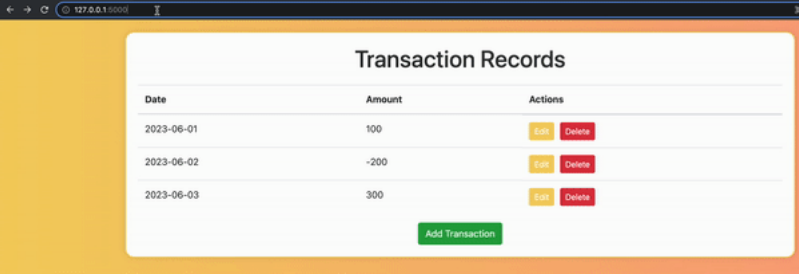 127.0.0.1:5000
Transaction Records
Date Amount Actions
2023-06-01 100 Edit Delete
2023-06-02 -200 Edit Delete
2023-06-03 300 Edit Delete
Add Transaction